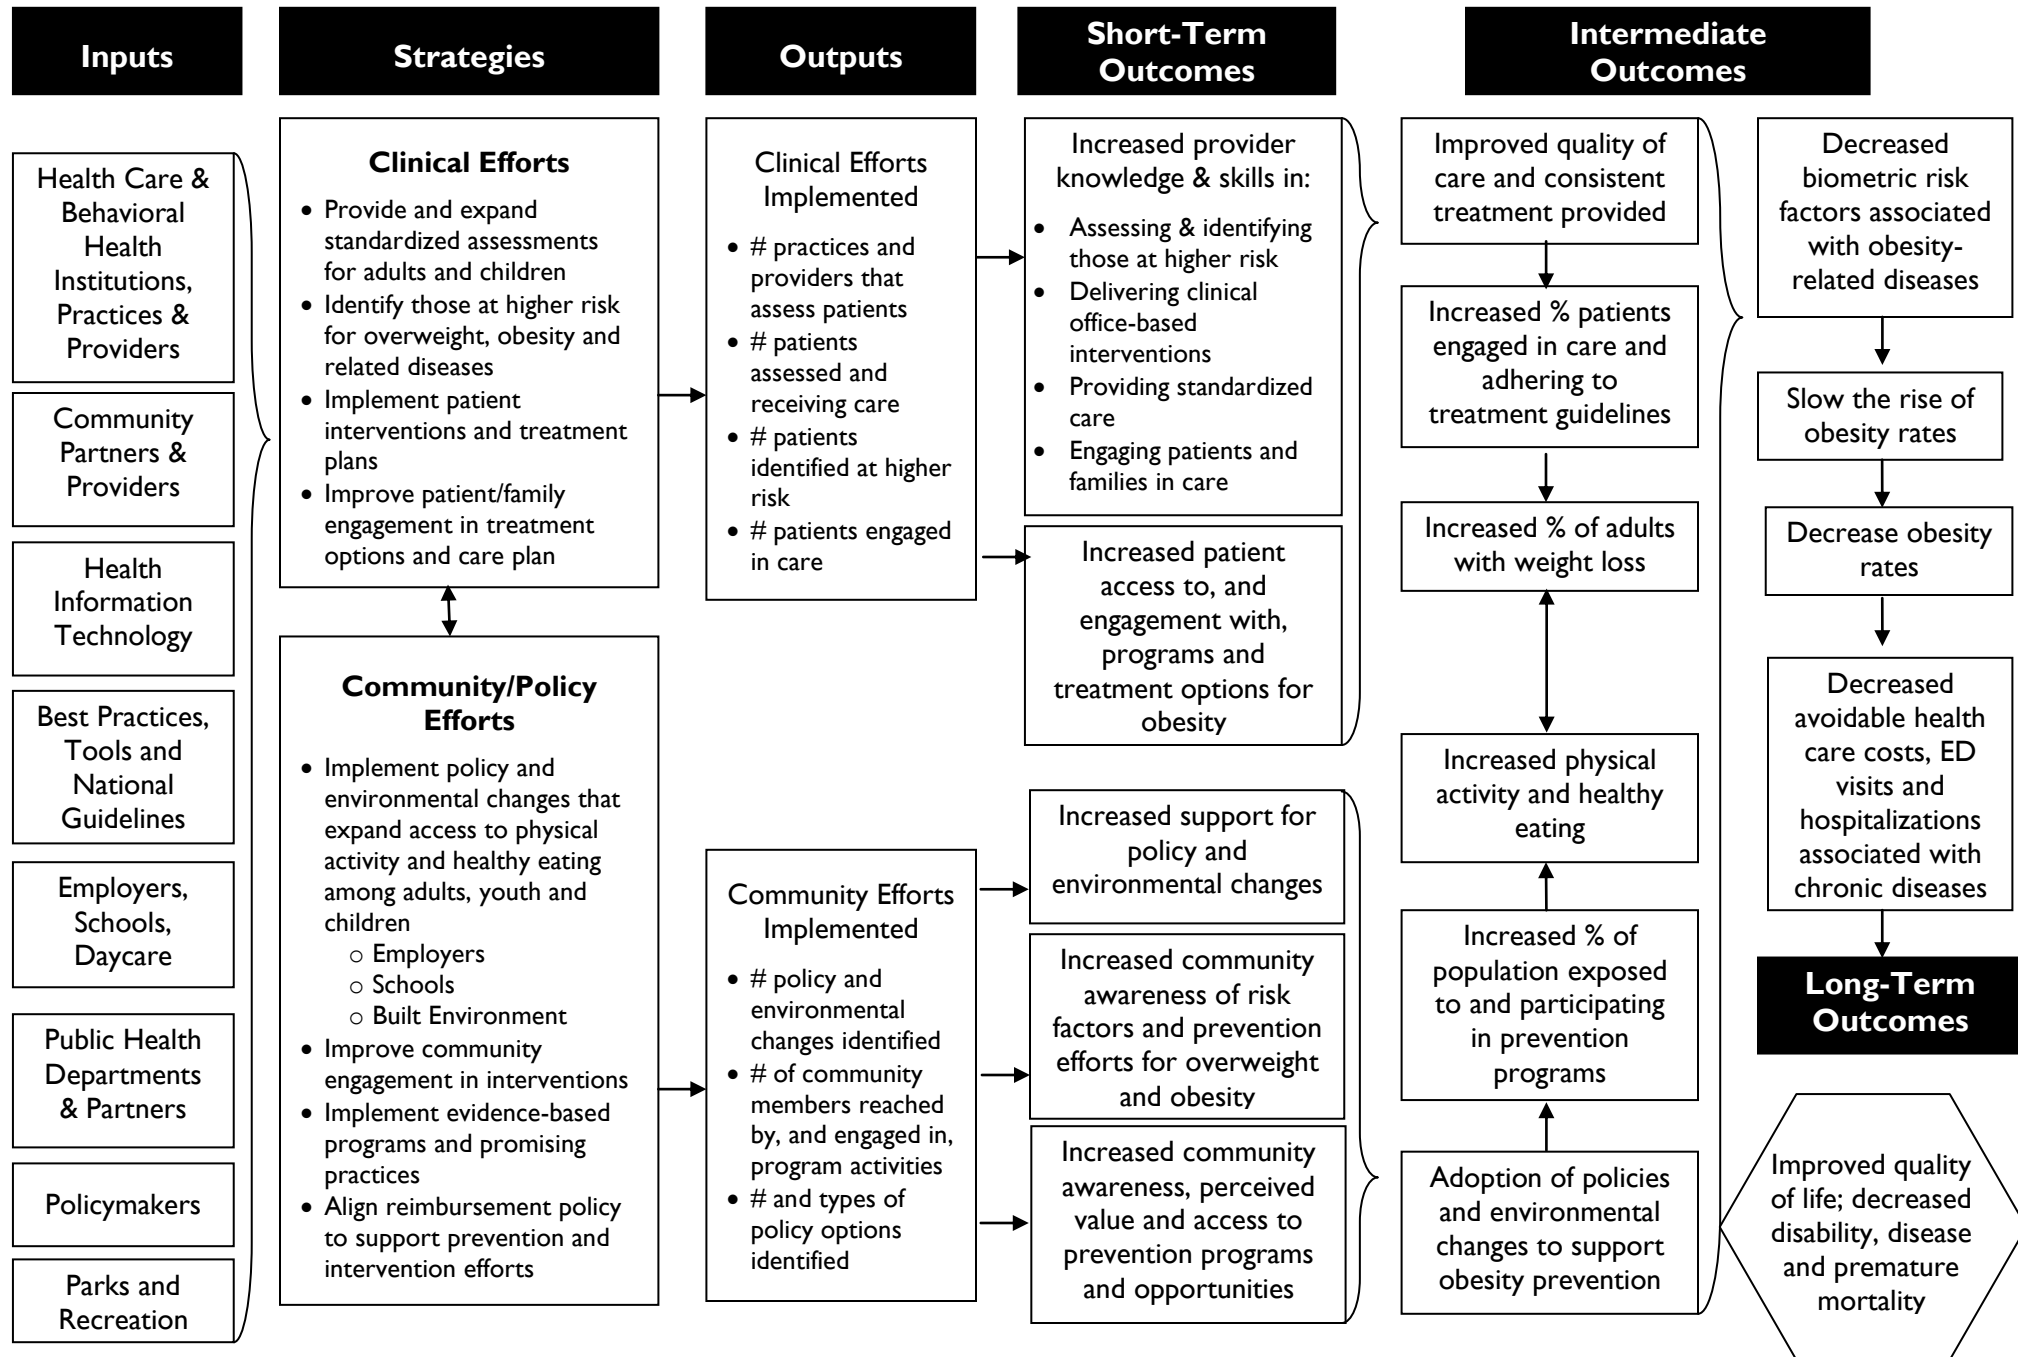 Inputs
Strategies
Outputs
Short-Term
Outcomes
Intermediate
Outcomes
Health Care &
Behavioral
Health
Institutions,
Practices &
Providers
Community
Partners &
Providers
Health
Information
Technology
Best Practices,
Tools and
National
Guidelines
Employers,
Schools,
Daycare
Public Health
Departments
& Partners
Policymakers
Parks and
Recreation
Clinical Efforts
• Provide and expand
standardized assessments
for adults and children
• Identify those at higher risk
for overweight, obesity and
related diseases
• Implement patient
interventions and treatment
plans
• Improve patient/family
engagement in treatment
options and care plan
Community/Policy
Efforts
• Implement policy and
environmental changes that
expand access to physical
activity and healthy eating
among adults, youth and
children
o Employers
o Schools
o Built Environment
• Improve community
engagement in interventions
• Implement evidence-based
programs and promising
practices
• Align reimbursement policy
to support prevention and
intervention efforts
Clinical Efforts
Implemented
• # practices and
providers that
assess patients
• # patients
assessed and
receiving care
• # patients
identified at higher
risk
• # patients engaged
in care
Community Efforts
Implemented
• # policy and
environmental
changes identified
• # of community
members reached
by, and engaged in,
program activities
• # and types of
policy options
identified
Increased provider
knowledge & skills in:
• Assessing & identifying
those at higher risk
• Delivering clinical
office-based
interventions
• Providing standardized
care
• Engaging patients and
families in care
Increased patient
access to, and
engagement with,
programs and
treatment options for
obesity
Increased support for
policy and
environmental changes
Increased community
awareness of risk
factors and prevention
efforts for overweight
and obesity
Increased community
awareness, perceived
value and access to
prevention programs
and opportunities
Improved quality of
care and consistent
treatment provided
Increased % patients
engaged in care and
adhering to
treatment guidelines
Increased % of adults
with weight loss
Increased physical
activity and healthy
eating
Increased % of
population exposed
to and participating
in prevention
programs
Adoption of policies
and environmental
changes to support
obesity prevention
Decreased
biometric risk
factors associated
with obesity-
related diseases
Slow the rise of
obesity rates
Decrease obesity
rates
Decreased
avoidable health
care costs, ED
visits and
hospitalizations
associated with
chronic diseases
Long-Term
Outcomes
Improved quality
of life; decreased
disability, disease
and premature
mortality